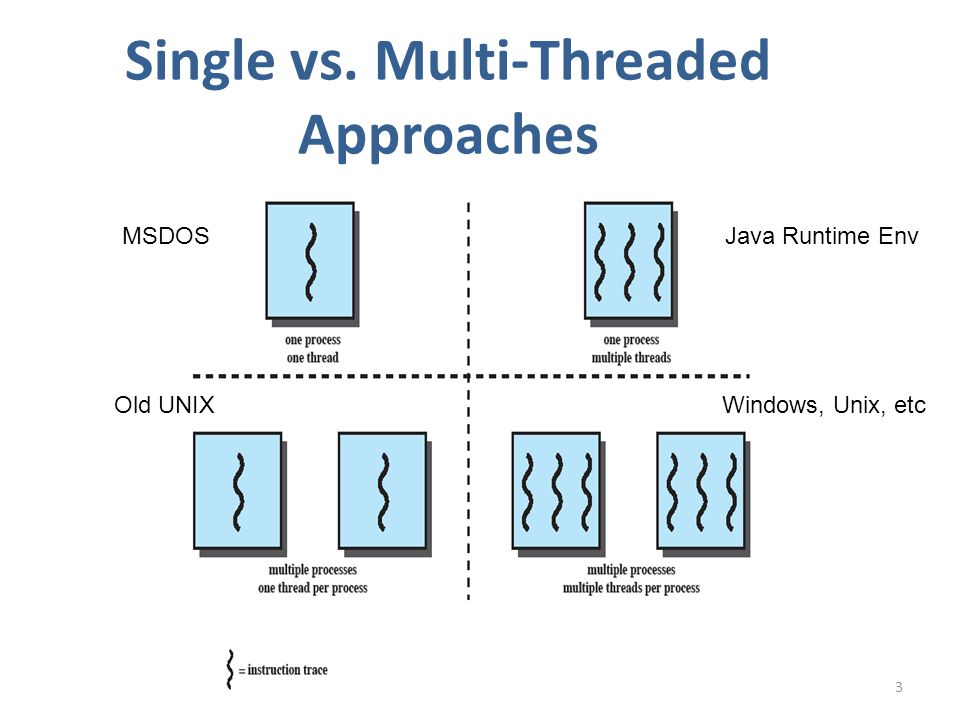 Single vs. Multi-Threaded
Approaches
MSDOS
Java Runtime Env
one process
one thread
one process
multiple threads
Old UNIX
Windows, Unix, etc
multiple processes
one thread per process
multiple processes
multiple threads per process
= instruction trace
3